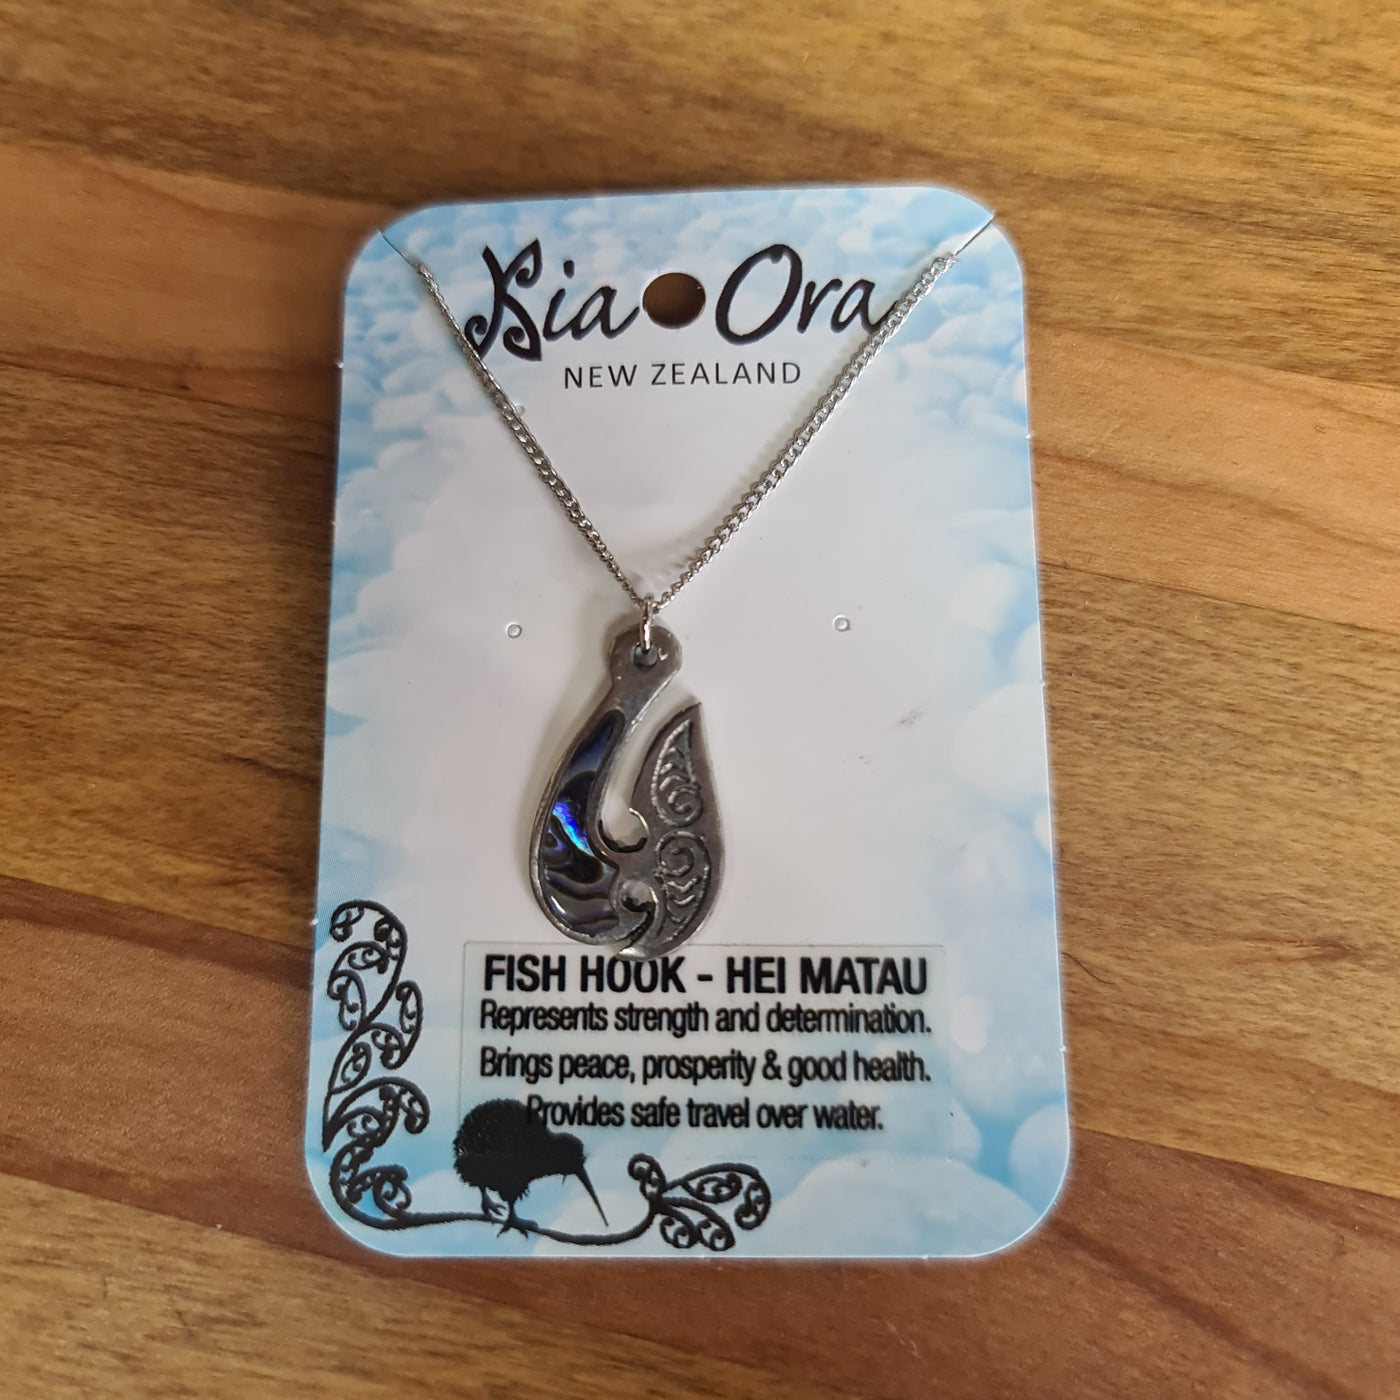 Kia Ora
NEW ZEALAND
FISH HOOK - HEI MATAU
Represents strength and determination.
Brings peace, prosperity & good health.
Provides safe travel over water.